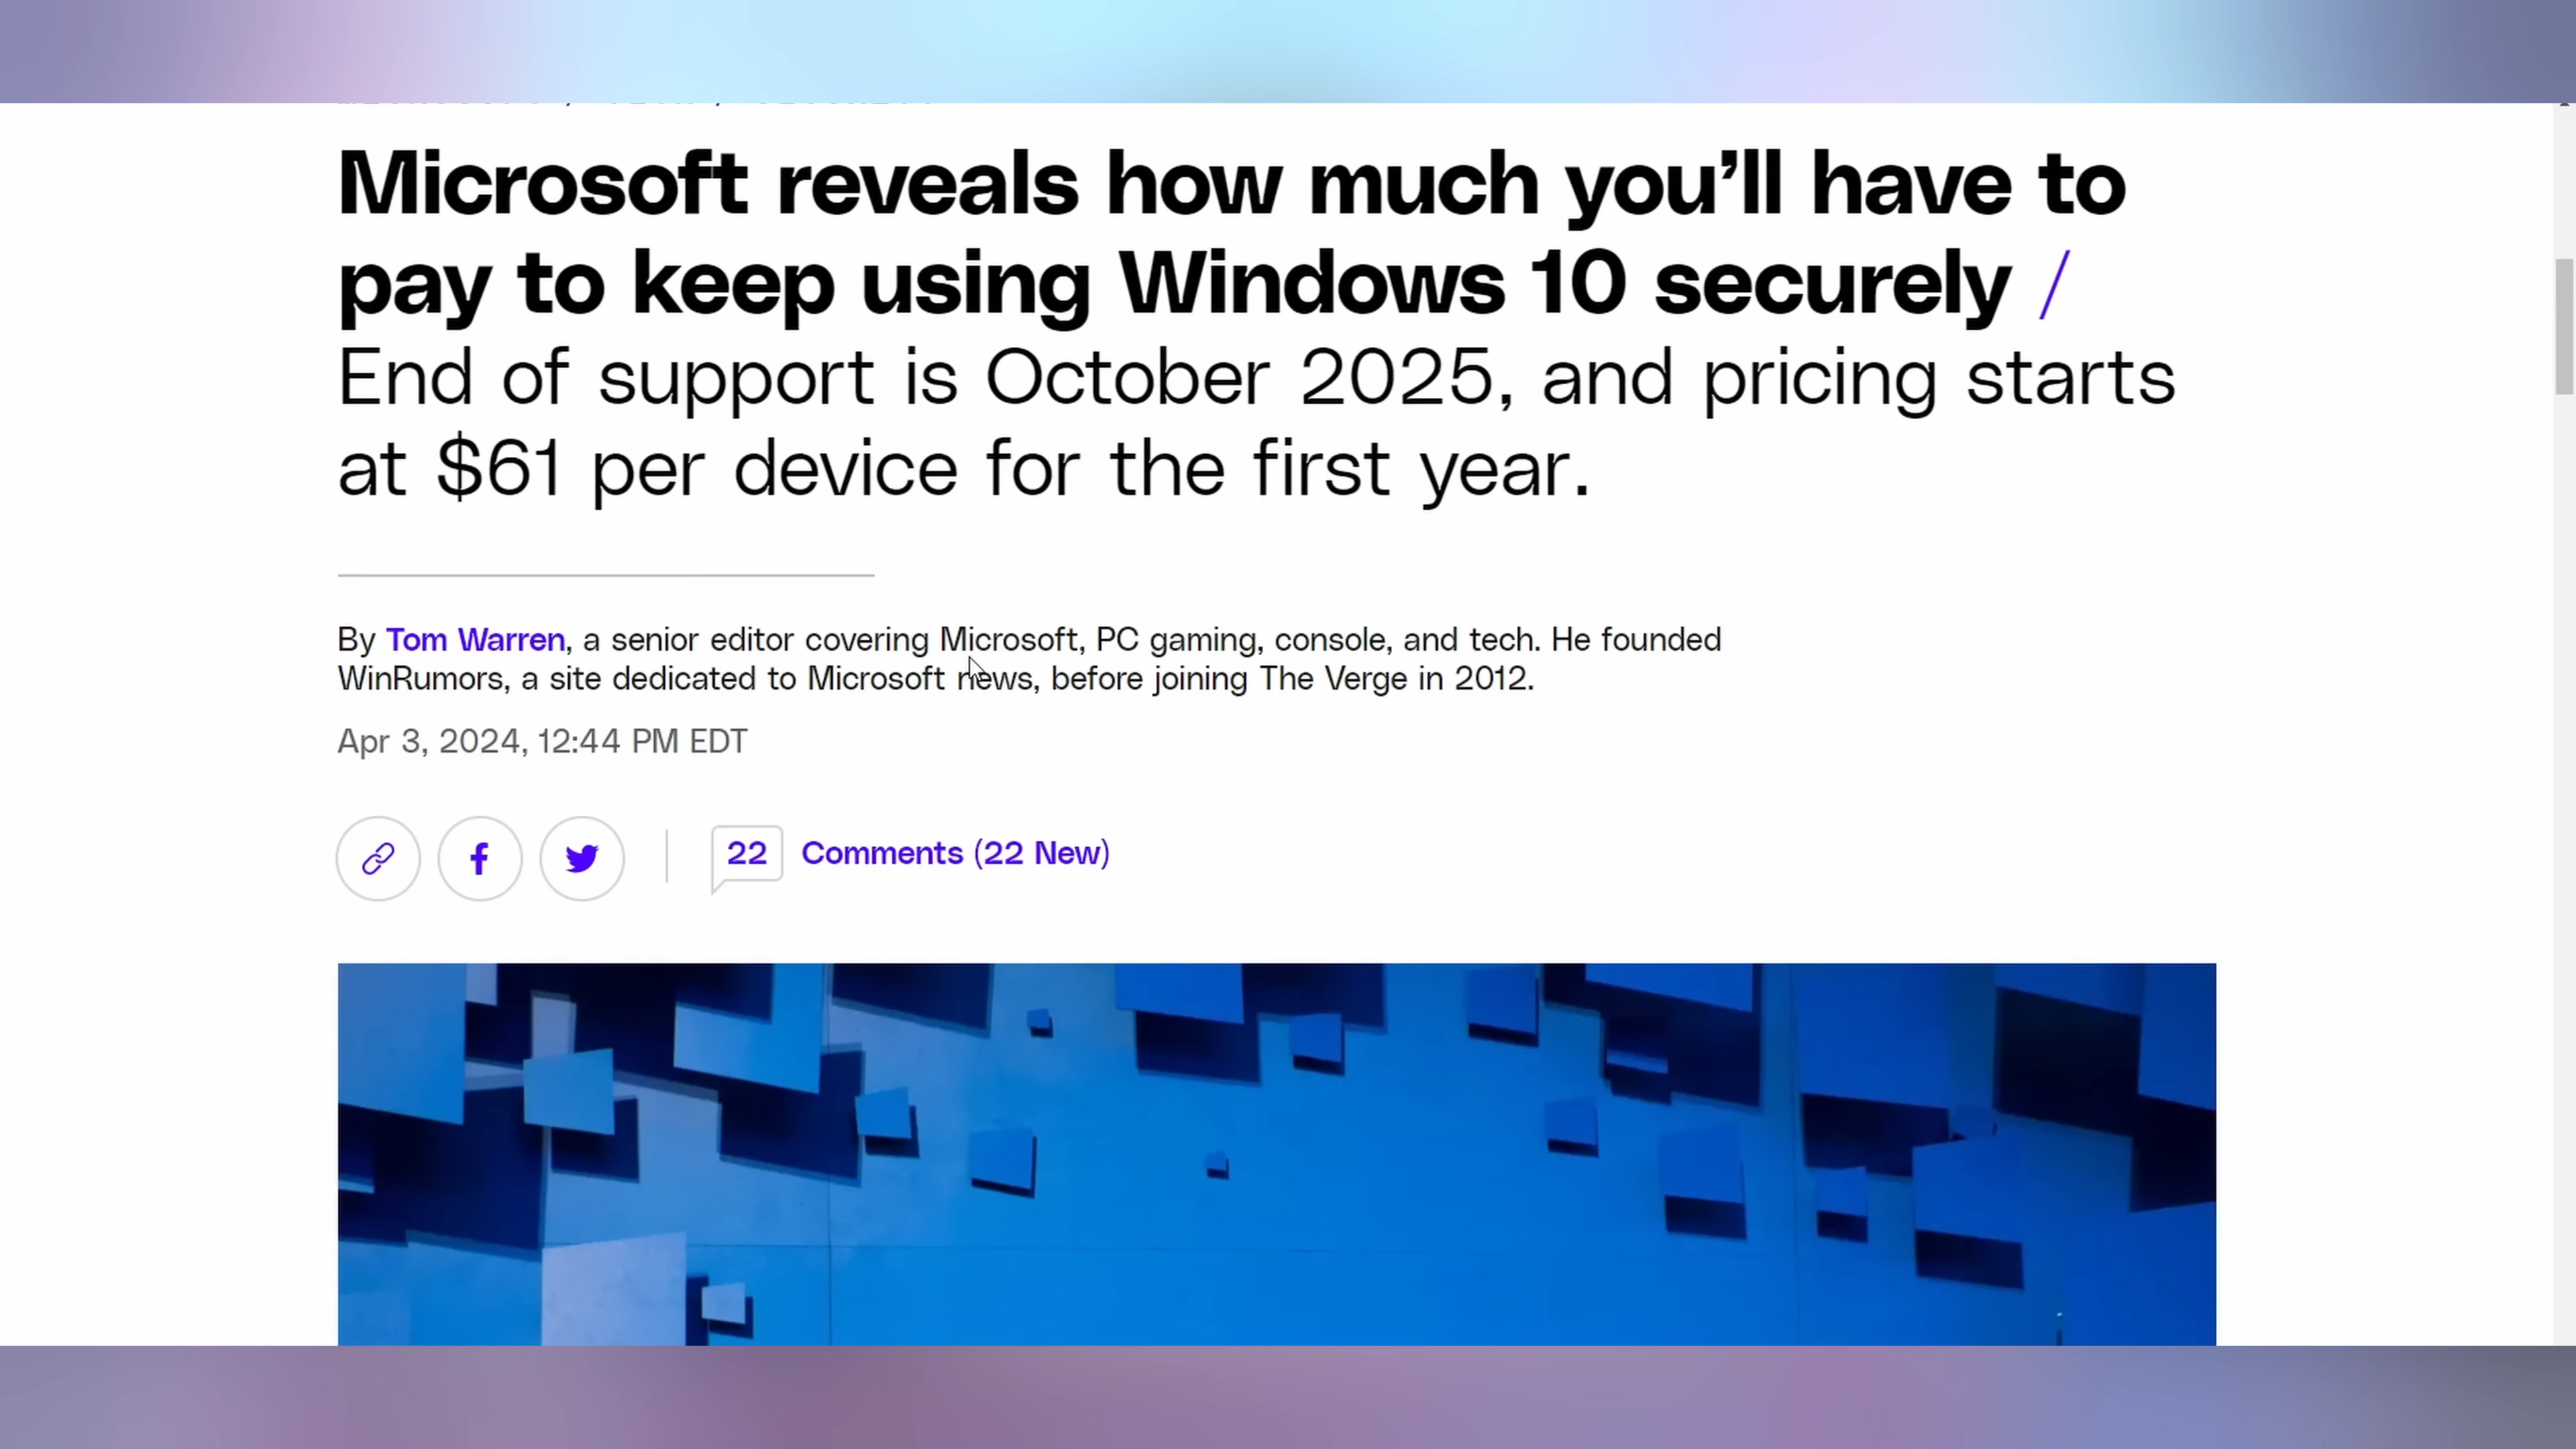 Microsoft reveals how much you’ll have to
pay to keep using Windows 10 securely /
End of support is October 2025, and pricing starts
at $61 per device for the first year.
By Tom Warren, a senior editor covering Microsoft, PC gaming, console, and tech. He founded
WinRumors, a site dedicated to Microsoft news, before joining The Verge in 2012.
Apr 3, 2024, 12:44 PM EDT
22 Comments (22 New)